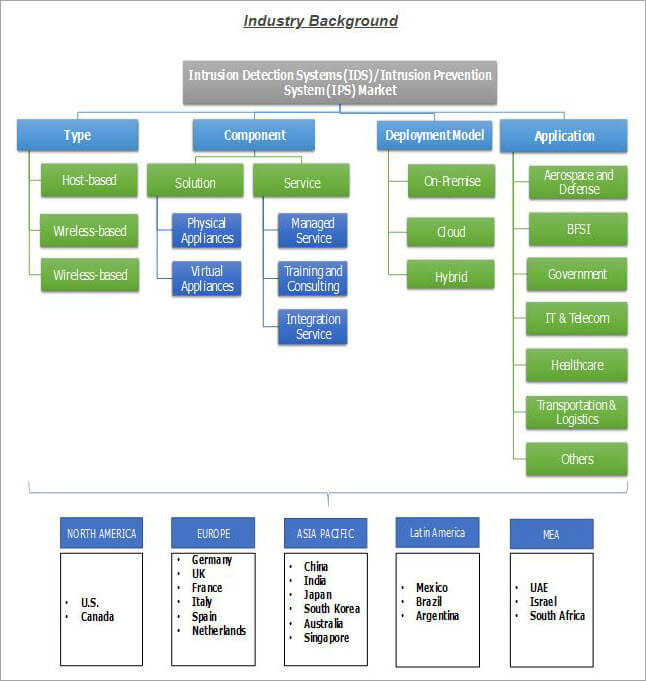 Industry Background
Intrusion Detection Systems (IDS)/ Intrusion Prevention
System (IPS) Market
Type
Host-based
Wireless-based
Wireless-based
Component
Solution
Physical
Appliances
Virtual
Appliances
Service
Managed
Service
Training and
Consulting
Integration
Service
Deployment Model
On-Premise
Cloud
Hybrid
Application
Aerospace and
Defense
BFSI
Government
IT & Telecom
Healthcare
Transportation &
Logistics
Others
NORTH AMERICA
• U.S.
• Canada
EUROPE
• Germany
• UK
• France
• Italy
• Spain
• Netherlands
ASIA PACIFIC
• China
• India
• Japan
• South Korea
• Australia
• Singapore
Latin America
• Mexico
• Brazil
• Argentina
MEA
• UAE
• Israel
• South Africa